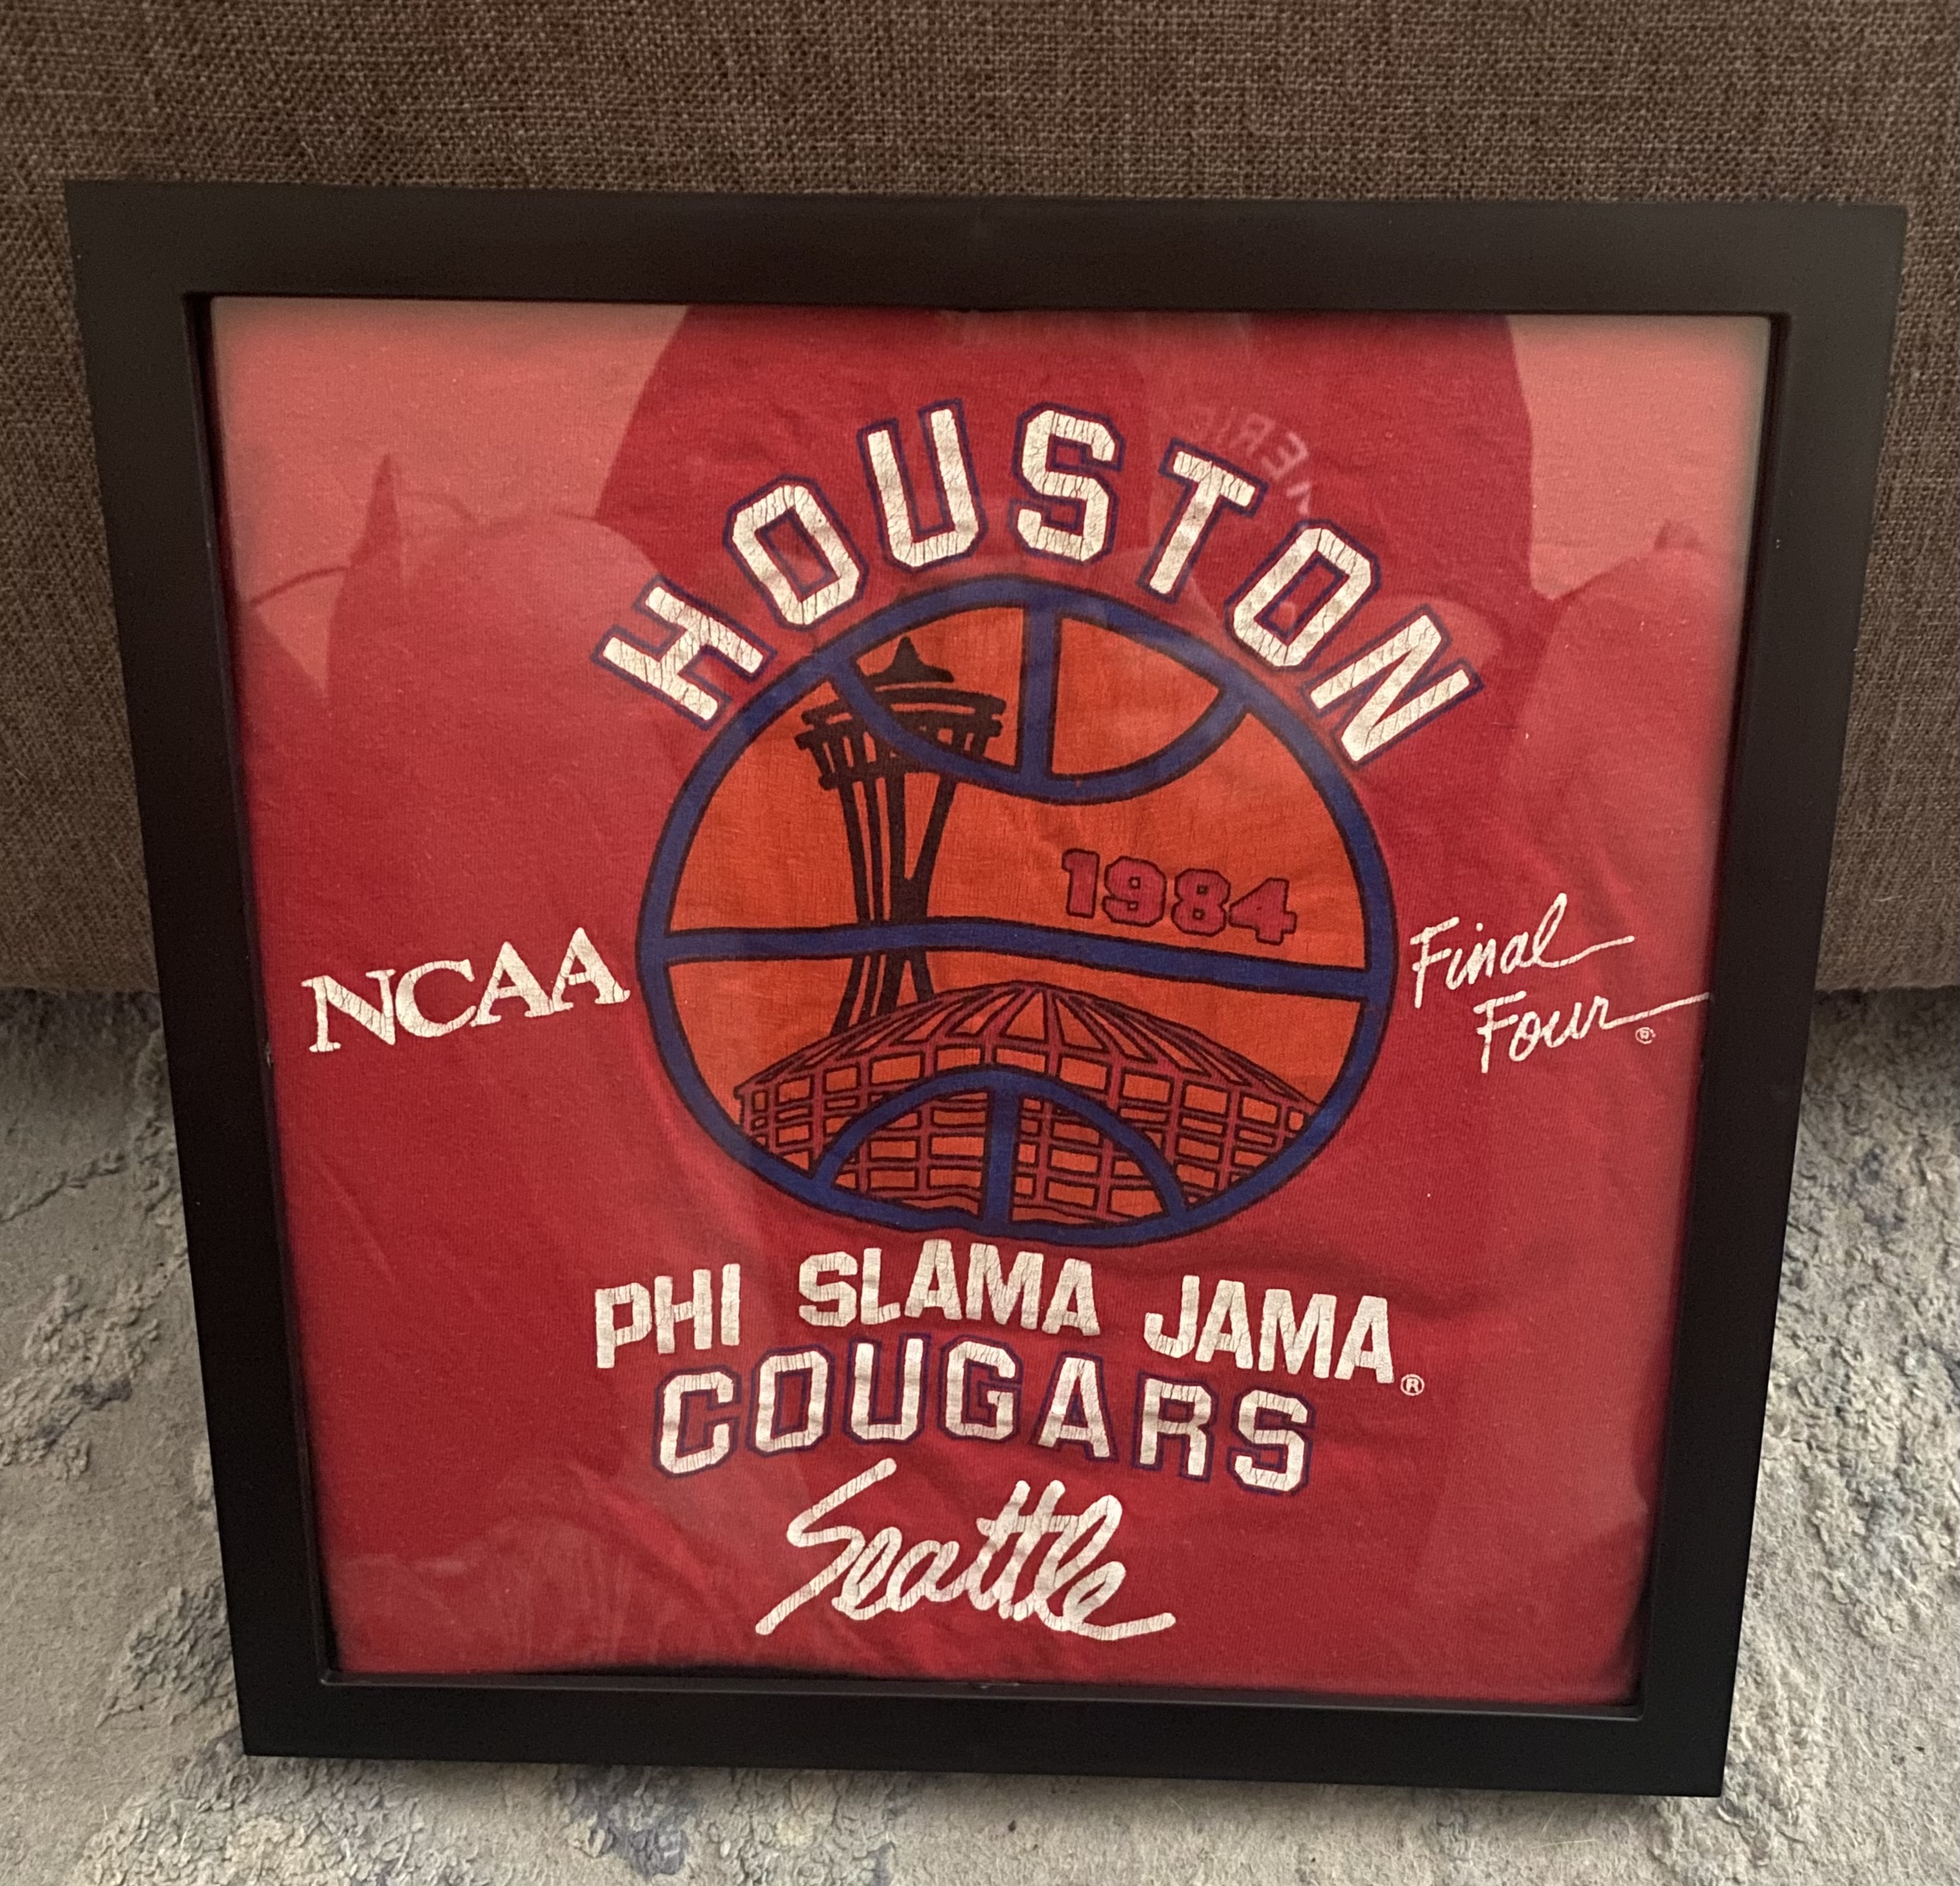 HOUSTON
1984
NCAA
Final
Four®
PHI SLAMA JAMA®
COUGARS
Seattle